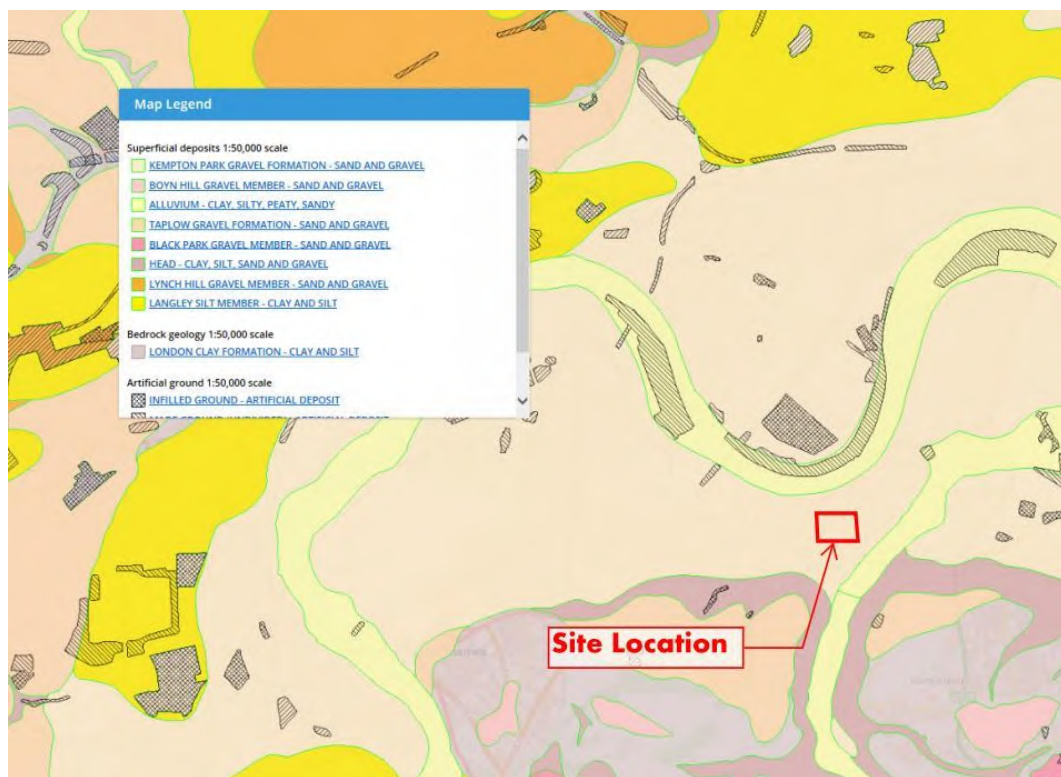 Map Legend
Superficial deposits 1:50,000 scale
KEMPTON PARK GRAVEL FORMATION - SAND AND GRAVEL
BOYN HILL GRAVEL MEMBER - SAND AND GRAVEL
ALLUVIUM - CLAY, SILTY, PEATY, SANDY
TAPLOW GRAVEL FORMATION - SAND AND GRAVEL
BLACK PARK GRAVEL MEMBER - SAND AND GRAVEL
HEAD - CLAY, SILT, SAND AND GRAVEL
LYNCH HILL GRAVEL MEMBER - SAND AND GRAVEL
LANGLEY SILT MEMBER - CLAY AND SILT
Bedrock geology 1:50,000 scale
LONDON CLAY FORMATION - CLAY AND SILT
Artificial ground 1:50,000 scale
INFILLED GROUND - ARTIFICIAL DEPOSIT
Site Location